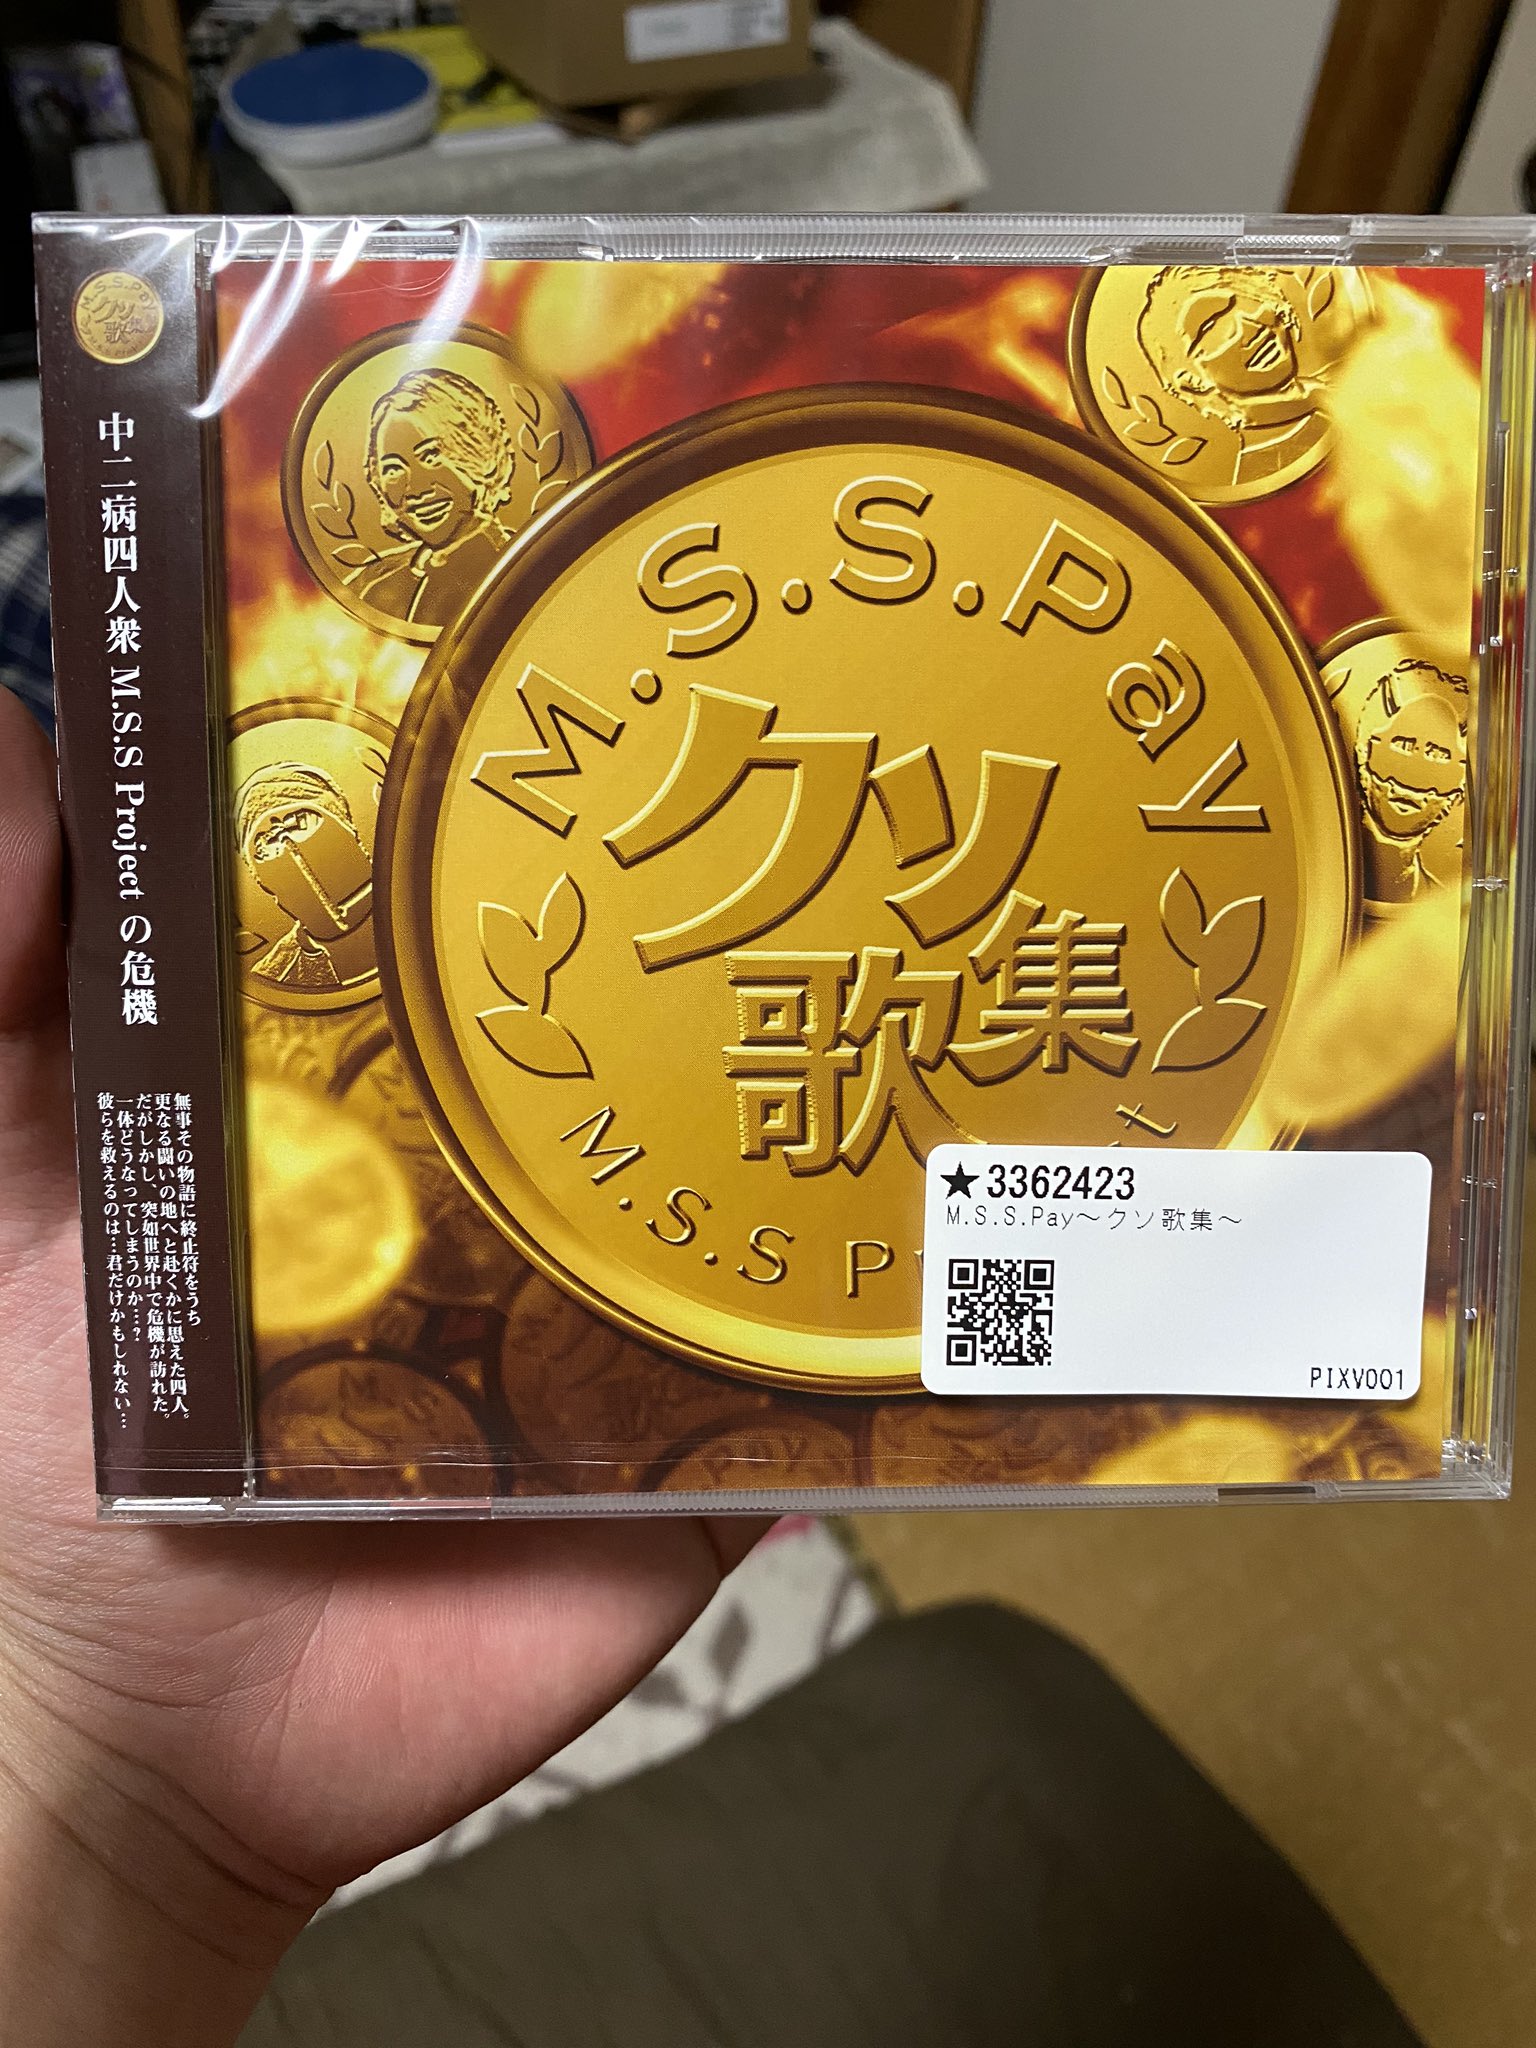 M.S.S.Pay
クソ
歌集
中二病四人衆 M.S.S Project の危機
無事その物語に終止符をうち
更なる闘いの地へと赴くかに思えた四人。
だがしかし、突如世界中で危機が訪れた。
一体どうなってしまうのか…?
彼らを救えるのは…君だけかもしれない…
M.S.S.Pay
クソ
歌集
M.S.S P
★3362423
M.S.S.Pay～クソ歌集～
PIXV001